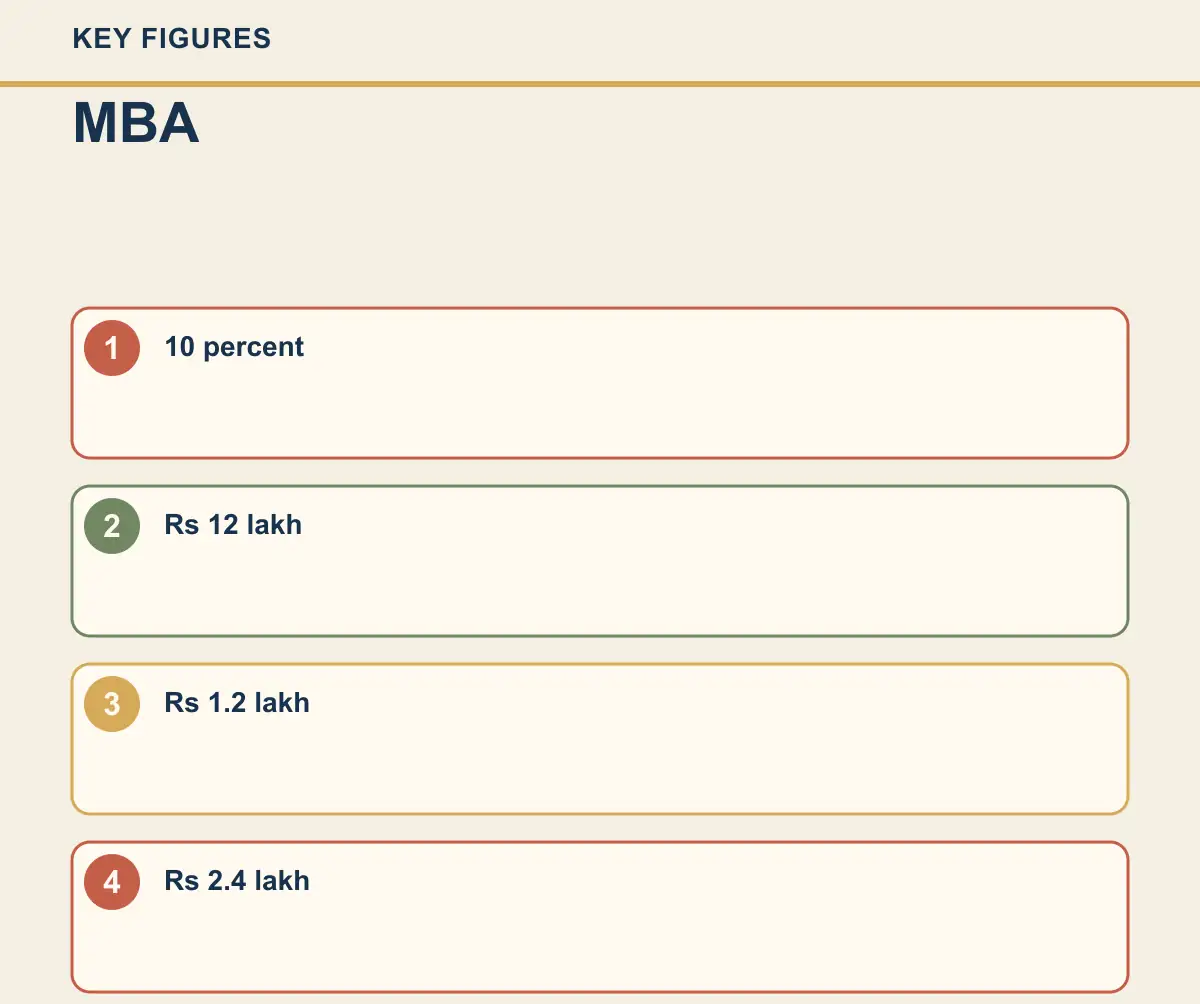 KEY FIGURES
MBA
1 10 percent
2 Rs 12 lakh
3 Rs 1.2 lakh
4 Rs 2.4 lakh